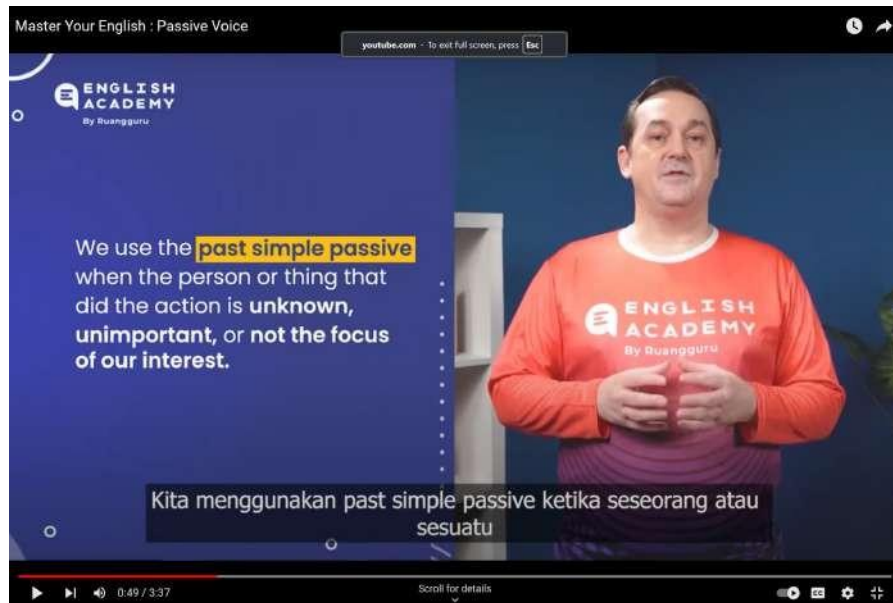 Master Your English : Passive Voice
youtube.com · To exit full screen, press Esc
ENGLISH
ACADEMY
By Ruangguru
We use the past simple passive
when the person or thing that
did the action is unknown,
unimportant, or not the focus
of our interest.
ENGLISH
ACADEMY
By Ruangguru
Kita menggunakan past simple passive ketika seseorang atau
sesuatu
0:49 / 3:37
Scroll for details
CC